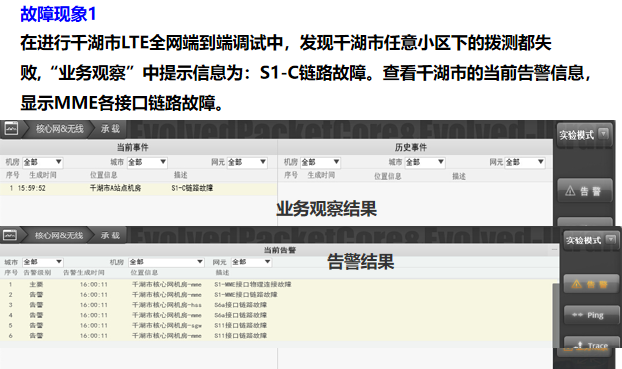 故障现象1
在进行千湖市LTE全网端到端调试中，发现千湖市任意小区下的拨测都失
败，“业务观察”中提示信息为：S1-C链路故障。查看千湖市的当前告警信息，
显示MME各接口链路故障。
核心网&无线 承载
实验模式
当前事件 历史事件
机房 全部 城市 全部 网元 全部 机房 全部 城市 全部 网元 全部
序号 生成时间 位置信息 描述 序号 生成时间 位置信息 描述
1 15:59:52 千湖市A站点机房 S1-C链路故障
告警
业务观察结果
核心网&无线 承载
实验模式
当前告警
告警结果
城市 全部 机房 全部 网元 全部
序号 告警级别 告警生成时间 位置信息 描述
1 主要 16:00:11 千湖市核心网机房-mme S1-MME接口物理连接故障
2 告警 16:00:11 千湖市核心网机房-mme S1-MME接口链路故障
3 告警 16:00:11 千湖市核心网机房-hss S6a接口链路故障
4 告警 16:00:11 千湖市核心网机房-mme S6a接口链路故障
5 告警 16:00:11 千湖市核心网机房-sgw S11接口链路故障
6 告警 16:00:11 千湖市核心网机房-mme S11接口链路故障
告警
Ping
Trace